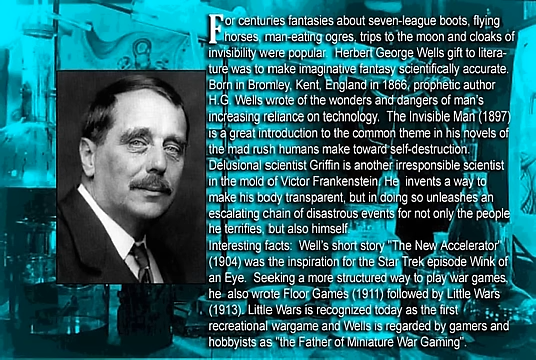 For centuries fantasies about seven-league boots, flying
horses, man-eating ogres, trips to the moon and cloaks of
invisibility were popular. Herbert George Wells gift to litera-
ture was to make imaginative fantasy scientifically accurate.
Born in Bromley, Kent, England in 1866, prophetic author
H.G. Wells wrote of the wonders and dangers of man's
increasing reliance on technology. The Invisible Man (1897)
is a great introduction to the common theme in his novels of
the mad rush humans make toward self-destruction.
Delusional scientist Griffin is another irresponsible scientist
in the mold of Victor Frankenstein. He invents a way to
make his body transparent, but in doing so unleashes an
escalating chain of disastrous events for not only the people
he terrifies, but also himself.
Interesting facts: Well's short story "The New Accelerator"
(1904) was the inspiration for the Star Trek episode Wink of
an Eye. Seeking a more structured way to play war games,
he also wrote Floor Games (1911) followed by Little Wars
(1913). Little Wars is recognized today as the first
recreational wargame and Wells is regarded by gamers and
hobbyists as "the Father of Miniature War Gaming".